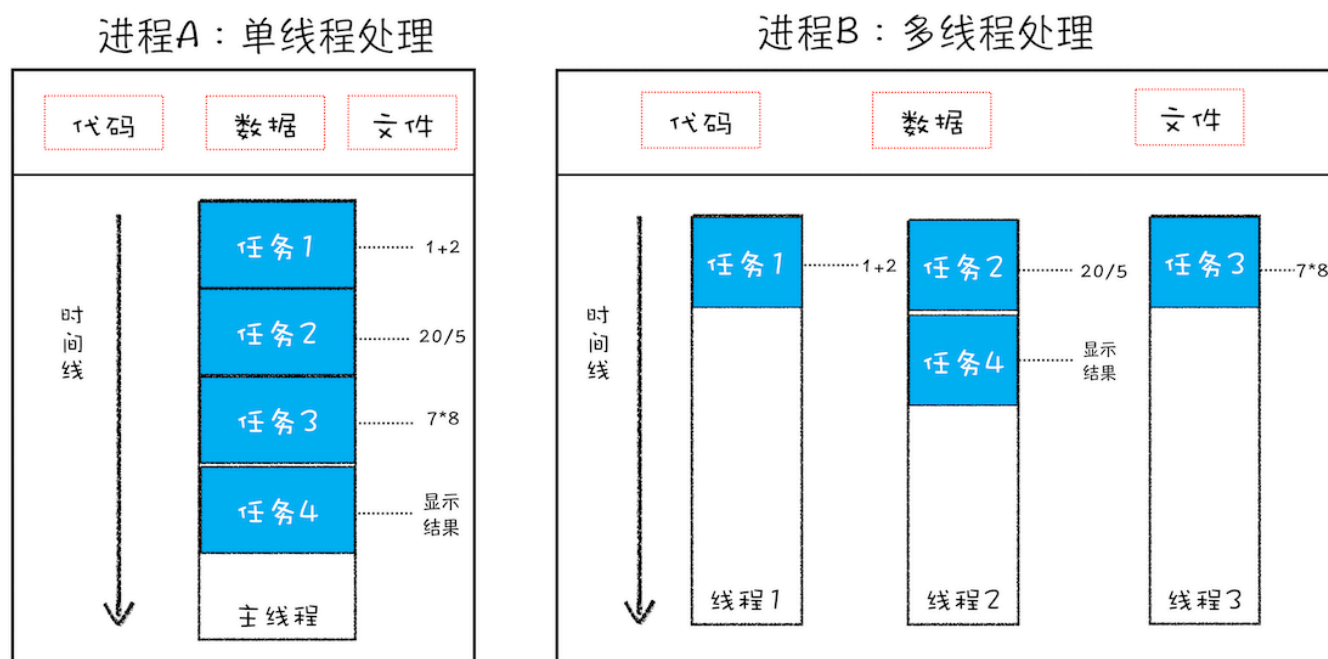 进程A：单线程处理
代码
数据
文件
时
间
线
任务1
1+2
任务2
20/5
任务3
7*8
任务4
显示
结果
主线程
进程B：多线程处理
代码
数据
文件
时
间
线
任务1
1+2
任务2
20/5
任务3
7*8
任务4
显示
结果
线程1
线程2
线程3